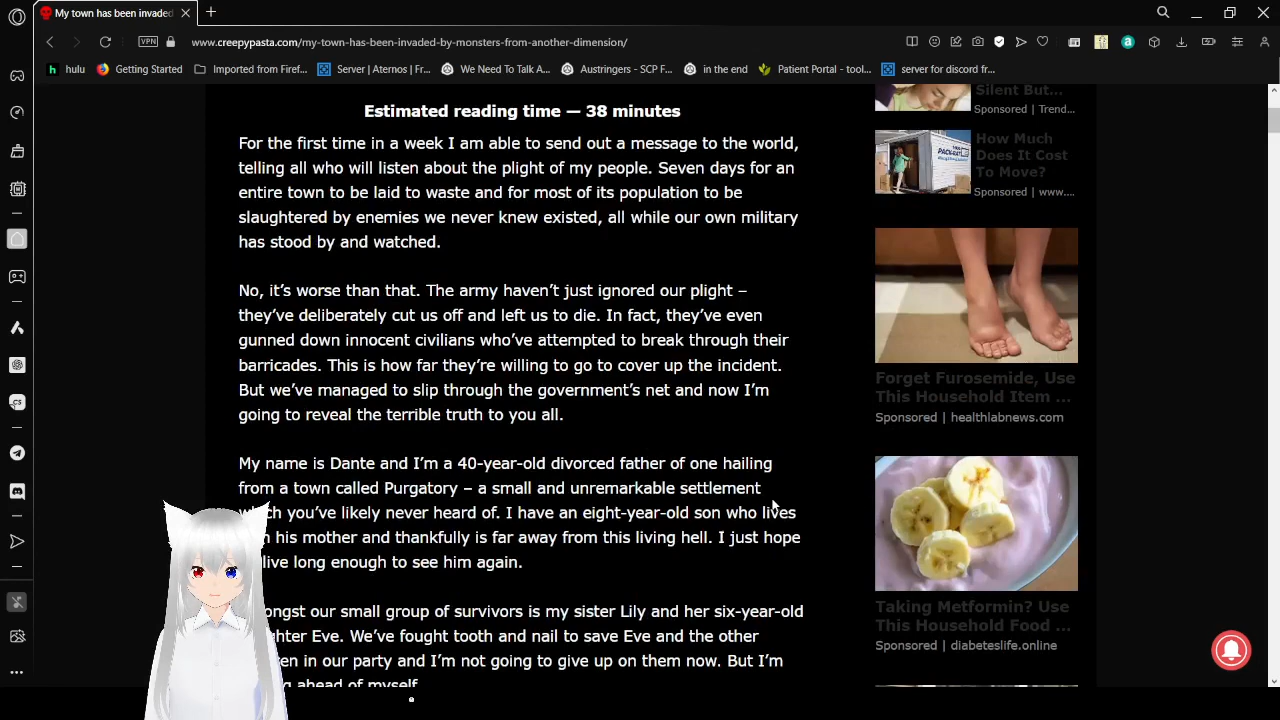 My town has been invaded
VPN
www.creepypasta.com/my-town-has-been-invaded-by-monsters-from-another-dimension/
hulu
Getting Started
Imported from Firef...
Server | Aternos | Fr...
We Need To Talk A...
Austringers - SCP F...
in the end
Patient Portal - tool...
server for discord fr...
Estimated reading time — 38 minutes
For the first time in a week I am able to send out a message to the world,
telling all who will listen about the plight of my people. Seven days for an
entire town to be laid to waste and for most of its population to be
slaughtered by enemies we never knew existed, all while our own military
has stood by and watched.
No, it's worse than that. The army haven't just ignored our plight –
they've deliberately cut us off and left us to die. In fact, they've even
gunned down innocent civilians who've attempted to break through their
barricades. This is how far they're willing to go to cover up the incident.
But we've managed to slip through the government's net and now I'm
going to reveal the terrible truth to you all.
My name is Dante and I'm a 40-year-old divorced father of one hailing
from a town called Purgatory – a small and unremarkable settlement
you've likely never heard of. I have an eight-year-old son who lives
his mother and thankfully is far away from this living hell. I just hope
live long enough to see him again.
our small group of survivors is my sister Lily and her six-year-old
Eve. We've fought tooth and nail to save Eve and the other
in our party and I'm not going to give up on them now. But I'm
ahead of myself.
Silent But...
Sponsored | Trend...
How Much
Does It Cost
To Move?
Sponsored | www....
Forget Furosemide, Use
This Household Item ...
Sponsored | healthlabnews.com
Taking Metformin? Use
This Household Food ...
Sponsored | diabeteslife.online